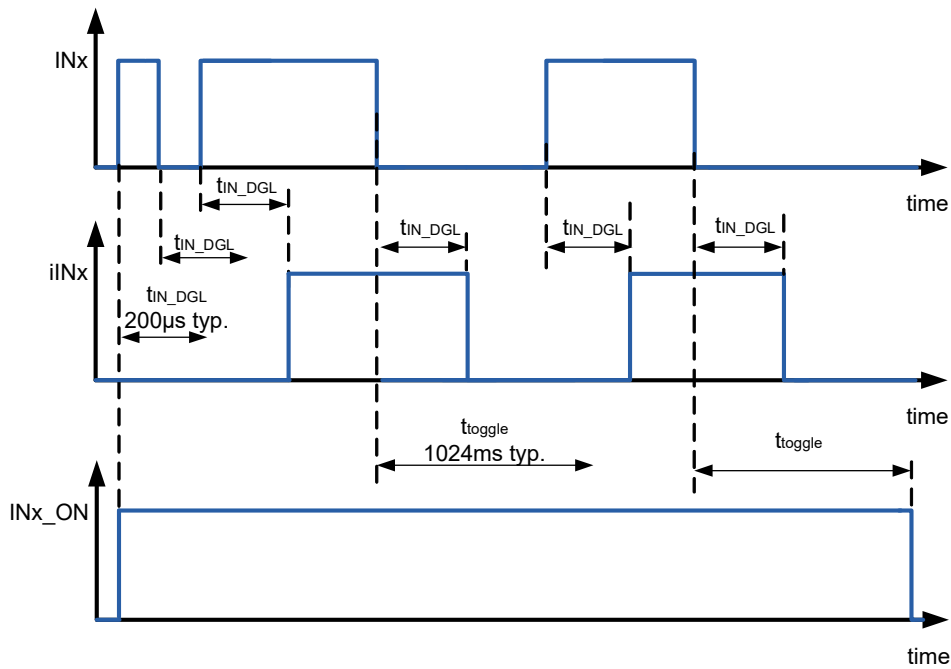 INx
time
tIN_DGL
tIN_DGL
tIN_DGL
200µs typ.
tIN_DGL
tIN_DGL
tIN_DGL
iINx
time
ttoggle
1024ms typ.
ttoggle
INx_ON
time